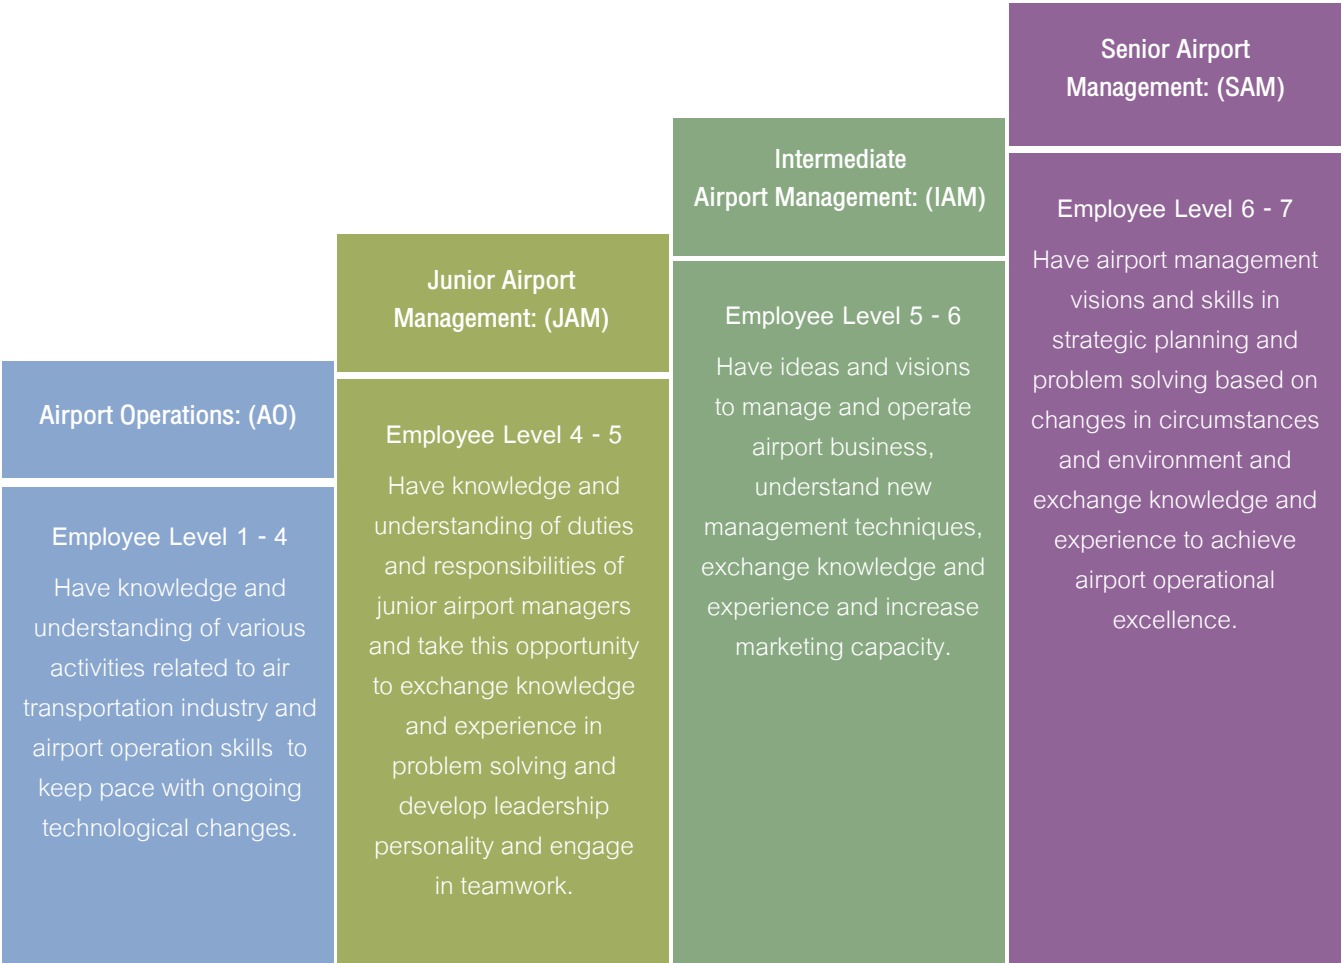 Senior Airport
Management: (SAM)
Employee Level 6 - 7
Have airport management
visions and skills in
strategic planning and
problem solving based on
changes in circumstances
and environment and
exchange knowledge and
experience to achieve
airport operational
excellence.
Intermediate
Airport Management: (IAM)
Employee Level 5 - 6
Have ideas and visions
to manage and operate
airport business,
understand new
management techniques,
exchange knowledge and
experience and increase
marketing capacity.
Junior Airport
Management: (JAM)
Employee Level 4 - 5
Have knowledge and
understanding of duties
and responsibilities of
junior airport managers
and take this opportunity
to exchange knowledge
and experience in
problem solving and
develop leadership
personality and engage
in teamwork.
Airport Operations: (AO)
Employee Level 1 - 4
Have knowledge and
understanding of various
activities related to air
transportation industry and
airport operation skills to
keep pace with ongoing
technological changes.